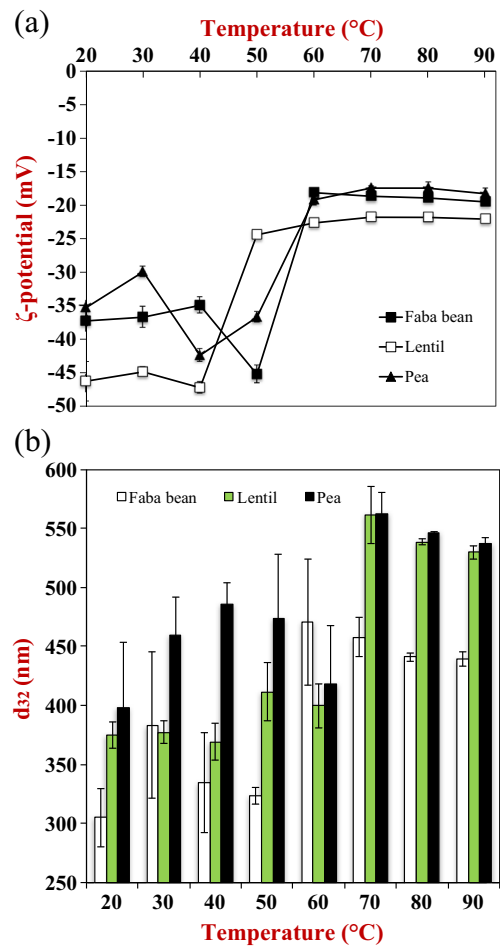 (a)
Temperature (°C)
20 30 40 50 60 70 80 90
0
-5
-10
-15
-20
-25
-30
-35
-40
-45
-50
ζ-potential (mV)
Faba bean
Lentil
Pea
(b)
600
550
500
450
400
350
300
250
d32 (nm)
Faba bean Lentil Pea
20 30 40 50 60 70 80 90
Temperature (°C)